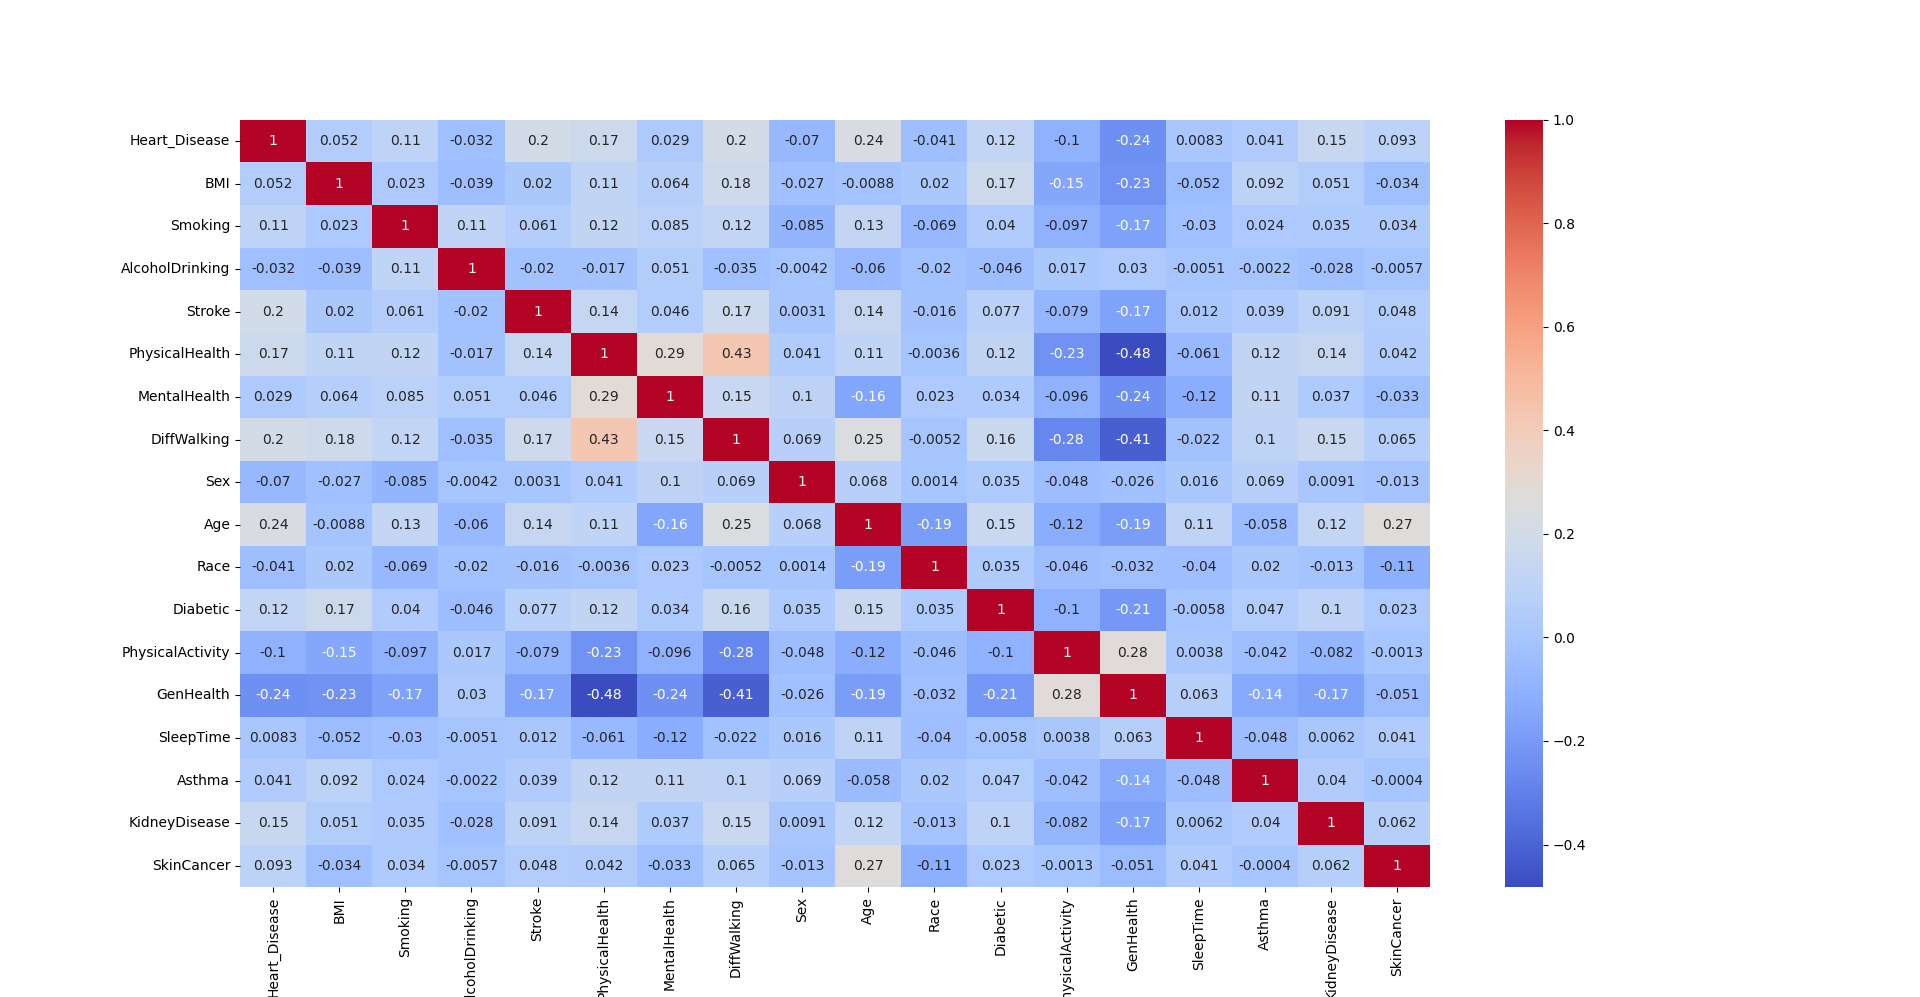 Heart_Disease 1 0.052 0.11 -0.032 0.2 0.17 0.029 0.2 -0.07 0.24 -0.041 0.12 -0.1 -0.24 0.0083 0.041 0.15 0.093 1.0
BMI 0.052 1 0.023 -0.039 0.02 0.11 0.064 0.18 -0.027 -0.0088 0.02 0.17 -0.15 -0.23 -0.052 0.092 0.051 -0.034
Smoking 0.11 0.023 1 0.11 0.061 0.12 0.085 0.12 -0.085 0.13 -0.069 0.04 -0.097 -0.17 -0.03 0.024 0.035 0.034 0.8
AlcoholDrinking -0.032 -0.039 0.11 1 -0.02 -0.017 0.051 -0.035 -0.0042 -0.06 -0.02 -0.046 0.017 0.03 -0.0051 -0.0022 -0.028 -0.0057
Stroke 0.2 0.02 0.061 -0.02 1 0.14 0.046 0.17 0.0031 0.14 -0.016 0.077 -0.079 -0.17 0.012 0.039 0.091 0.048 0.6
PhysicalHealth 0.17 0.11 0.12 -0.017 0.14 1 0.29 0.43 0.041 0.11 -0.0036 0.12 -0.23 -0.48 -0.061 0.12 0.14 0.042
MentalHealth 0.029 0.064 0.085 0.051 0.046 0.29 1 0.15 0.1 -0.16 0.023 0.034 -0.096 -0.24 -0.12 0.11 0.037 -0.033
DiffWalking 0.2 0.18 0.12 -0.035 0.17 0.43 0.15 1 0.069 0.25 -0.0052 0.16 -0.28 -0.41 -0.022 0.1 0.15 0.065 0.4
Sex -0.07 -0.027 -0.085 -0.0042 0.0031 0.041 0.1 0.069 1 0.068 0.0014 0.035 -0.048 -0.026 0.016 0.069 0.0091 -0.013
Age 0.24 -0.0088 0.13 -0.06 0.14 0.11 -0.16 0.25 0.068 1 -0.19 0.15 -0.12 -0.19 0.11 -0.058 0.12 0.27 0.2
Race -0.041 0.02 -0.069 -0.02 -0.016 -0.0036 0.023 -0.0052 0.0014 -0.19 1 0.035 -0.046 -0.032 -0.04 0.02 -0.013 -0.11
Diabetic 0.12 0.17 0.04 -0.046 0.077 0.12 0.034 0.16 0.035 0.15 0.035 1 -0.1 -0.21 -0.0058 0.047 0.1 0.023 0.0
PhysicalActivity -0.1 -0.15 -0.097 0.017 -0.079 -0.23 -0.096 -0.28 -0.048 -0.12 -0.046 -0.1 1 0.28 0.0038 -0.042 -0.082 -0.0013
GenHealth -0.24 -0.23 -0.17 0.03 -0.17 -0.48 -0.24 -0.41 -0.026 -0.19 -0.032 -0.21 0.28 1 0.063 -0.14 -0.17 -0.051
SleepTime 0.0083 -0.052 -0.03 -0.0051 0.012 -0.061 -0.12 -0.022 0.016 0.11 -0.04 -0.0058 0.0038 0.063 1 -0.048 0.0062 0.041 −0.2
Asthma 0.041 0.092 0.024 -0.0022 0.039 0.12 0.11 0.1 0.069 -0.058 0.02 0.047 -0.042 -0.14 -0.048 1 0.04 -0.0004
KidneyDisease 0.15 0.051 0.035 -0.028 0.091 0.14 0.037 0.15 0.0091 0.12 -0.013 0.1 -0.082 -0.17 0.0062 0.04 1 0.062
SkinCancer 0.093 -0.034 0.034 -0.0057 0.048 0.042 -0.033 0.065 -0.013 0.27 -0.11 0.023 -0.0013 -0.051 0.041 -0.0004 0.062 1 −0.4
Heart_Disease
BMI
Smoking
lcoholDrinking
Stroke
PhysicalHealth
MentalHealth
DiffWalking
Sex
Age
Race
Diabetic
hysicalActivity
GenHealth
SleepTime
Asthma
KidneyDisease
SkinCancer